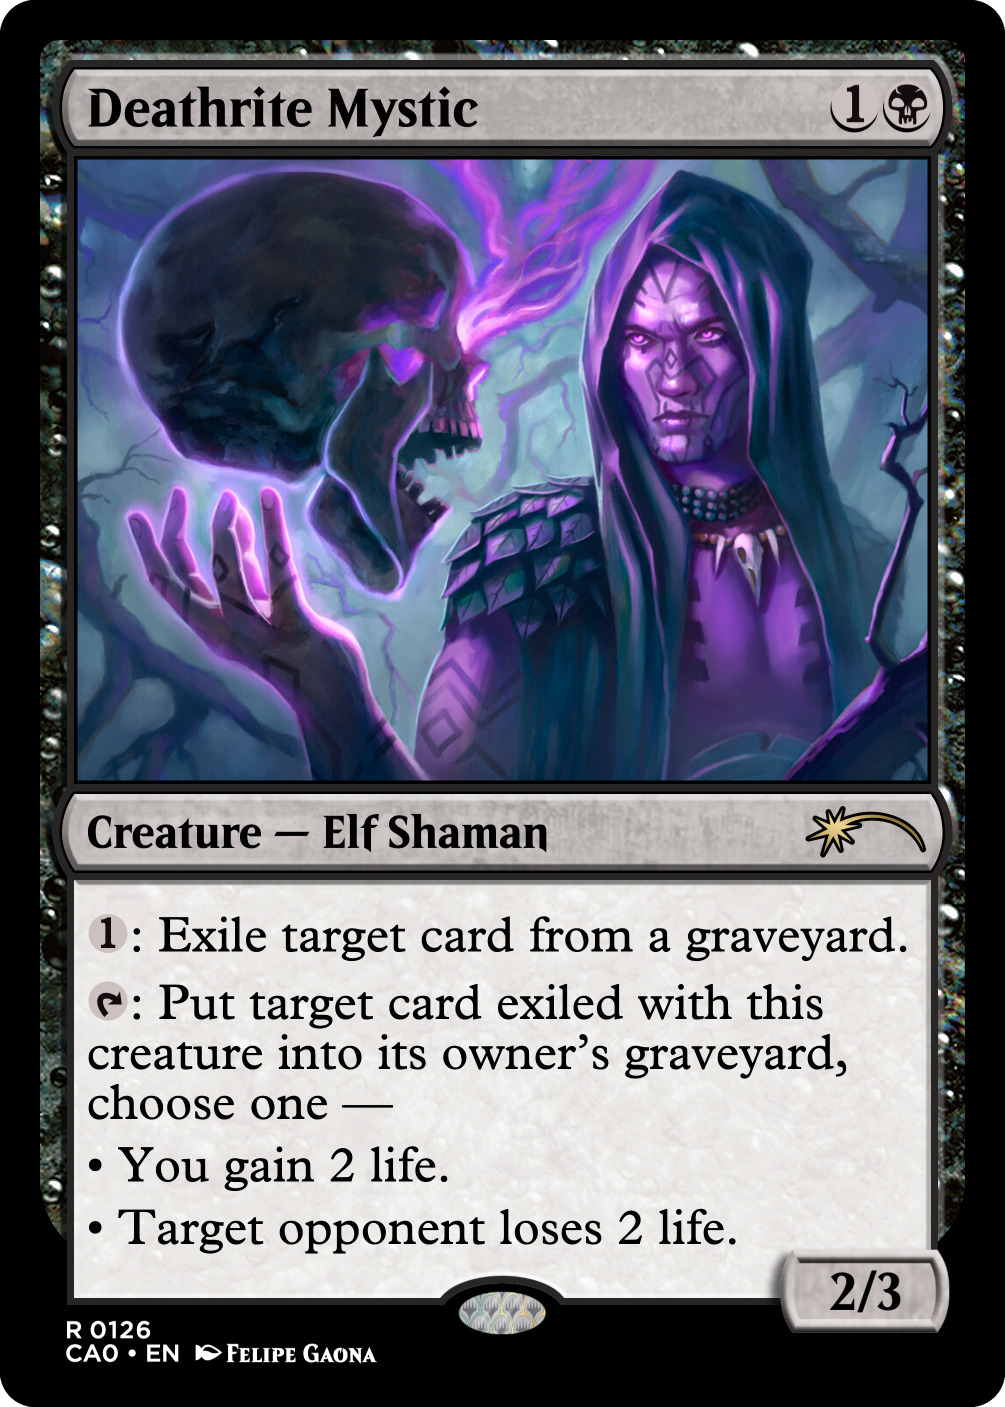 Deathrite Mystic 1
Creature — Elf Shaman
1: Exile target card from a graveyard.
: Put target card exiled with this
creature into its owner's graveyard,
choose one —
• You gain 2 life.
• Target opponent loses 2 life.
2/3
R 0126
CAO • EN FELIPE GAONA